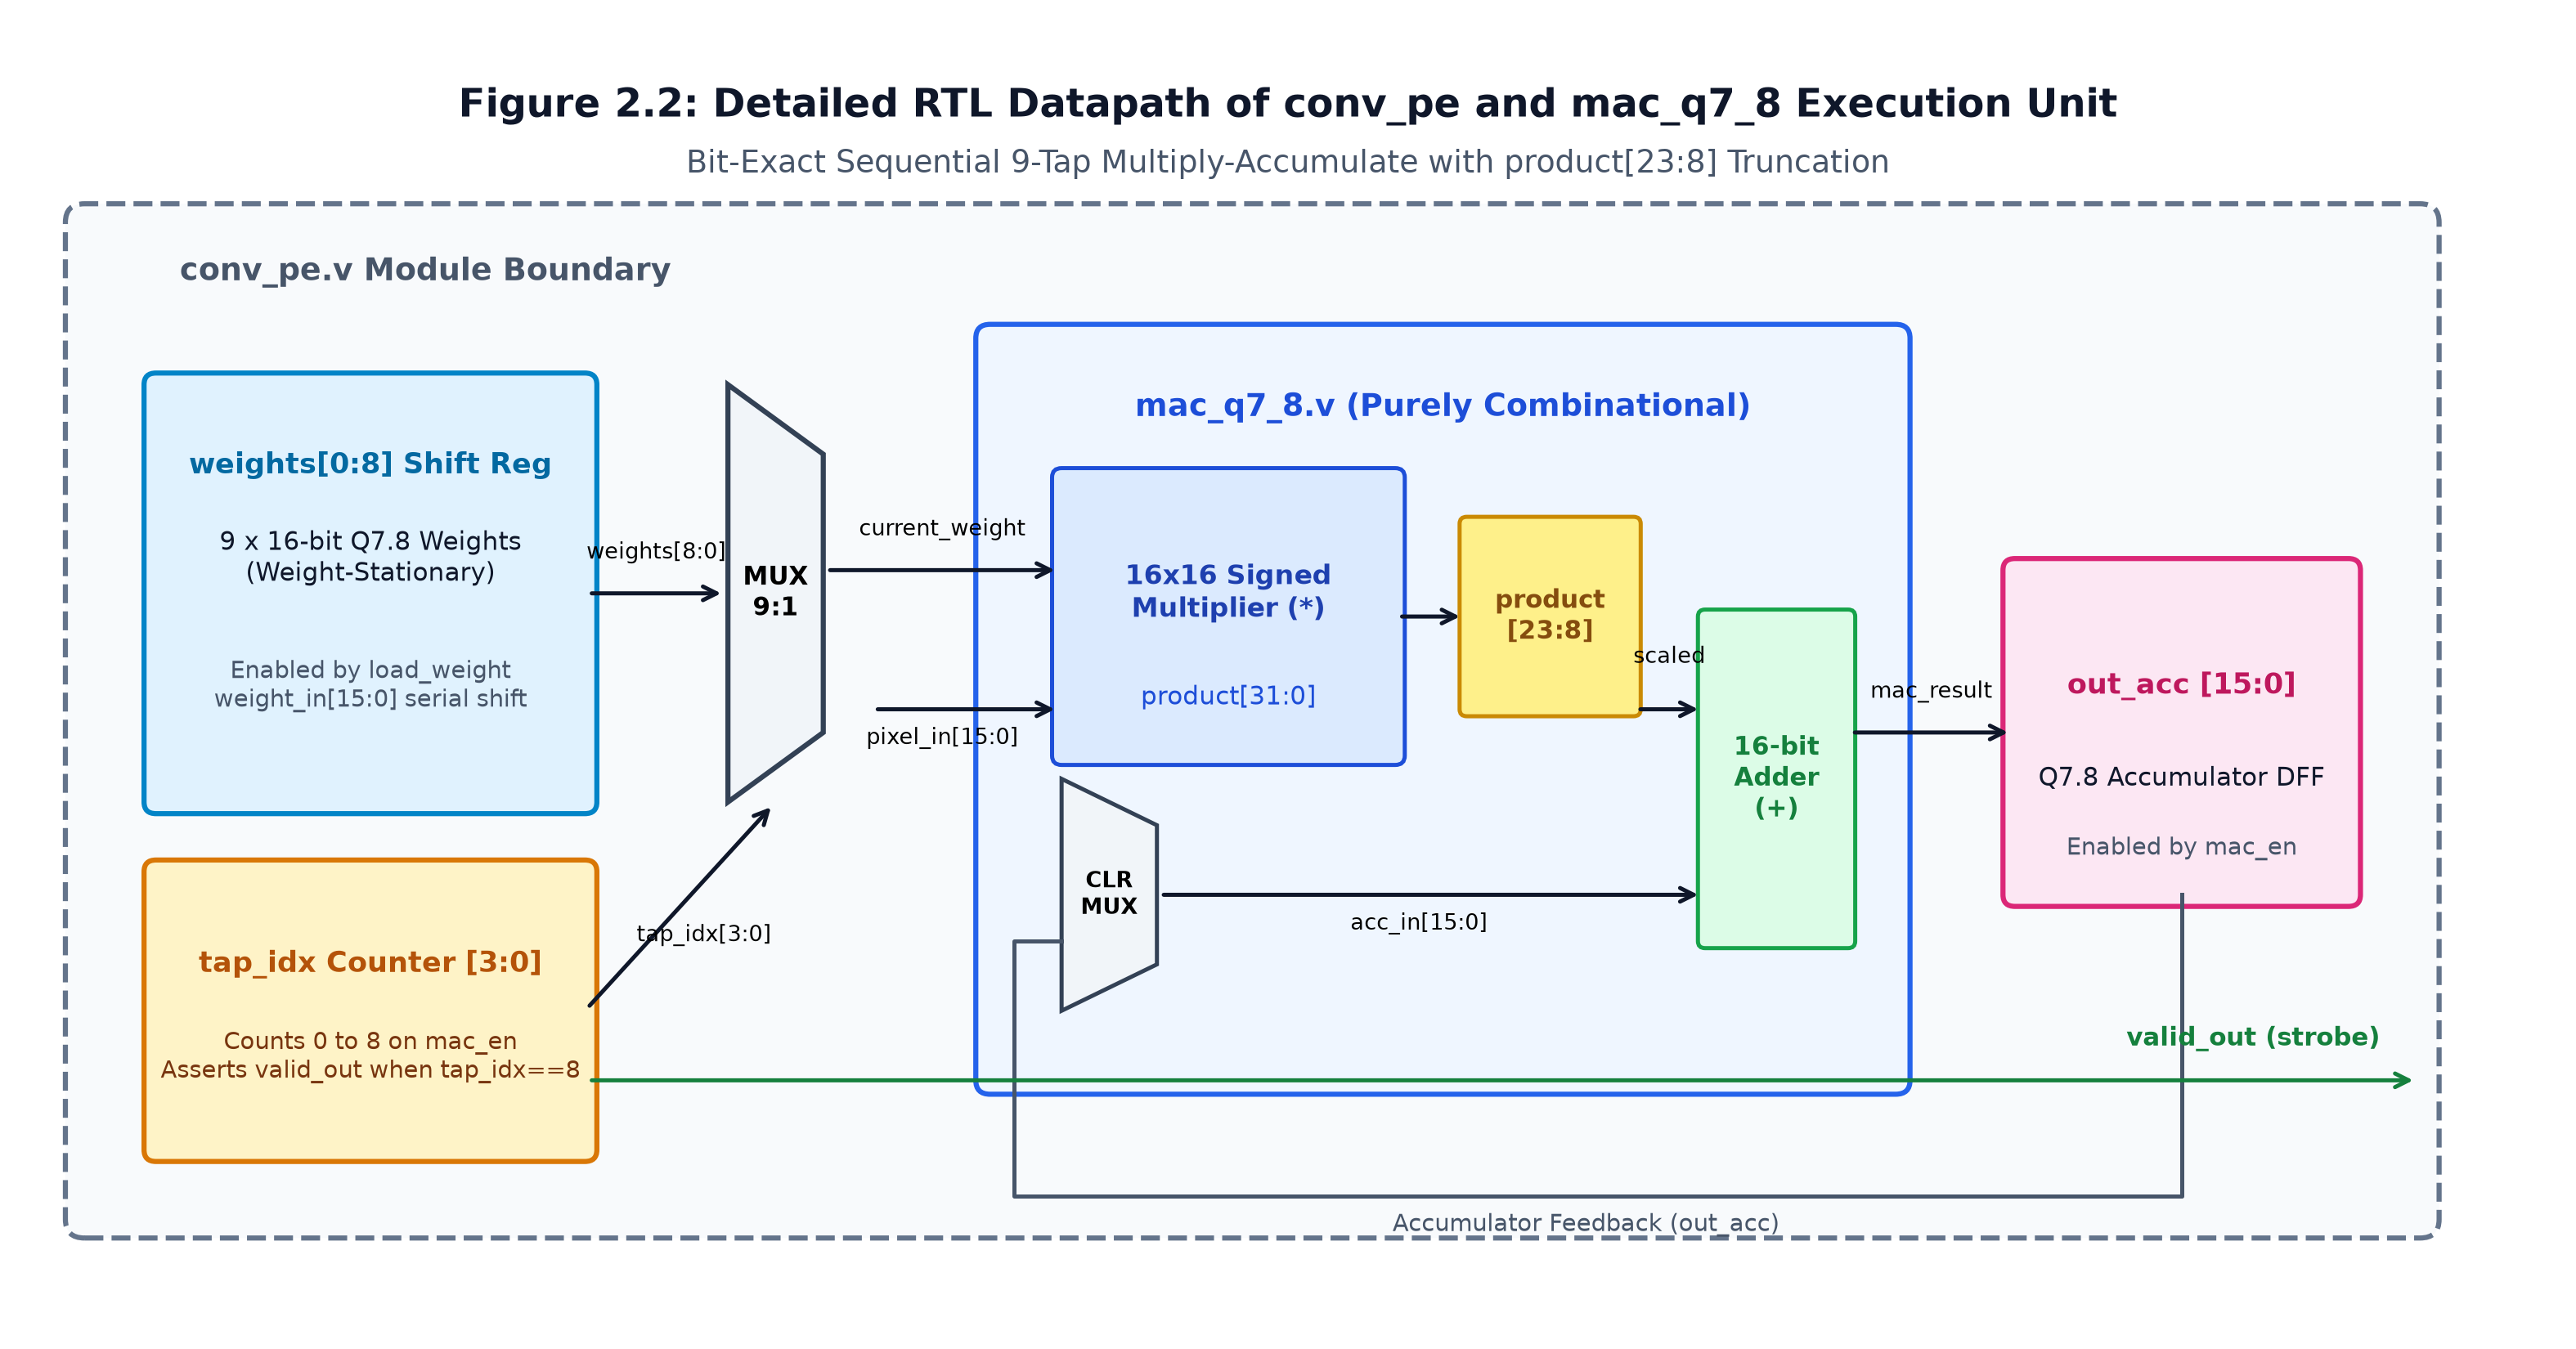 Figure 2.2: Detailed RTL Datapath of conv_pe and mac_q7_8 Execution Unit
Bit-Exact Sequential 9-Tap Multiply-Accumulate with product[23:8] Truncation
conv_pe.v Module Boundary
weights[0:8] Shift Reg
9 x 16-bit Q7.8 Weights
(Weight-Stationary)
Enabled by load_weight
weight_in[15:0] serial shift
weights[8:0]
MUX
9:1
tap_idx Counter [3:0]
Counts 0 to 8 on mac_en
Asserts valid_out when tap_idx==8
tap_idx[3:0]
current_weight
pixel_in[15:0]
mac_q7_8.v (Purely Combinational)
16x16 Signed
Multiplier (*)
product[31:0]
product
[23:8]
scaled
CLR
MUX
acc_in[15:0]
16-bit
Adder
(+)
mac_result
out_acc [15:0]
Q7.8 Accumulator DFF
Enabled by mac_en
valid_out (strobe)
Accumulator Feedback (out_acc)